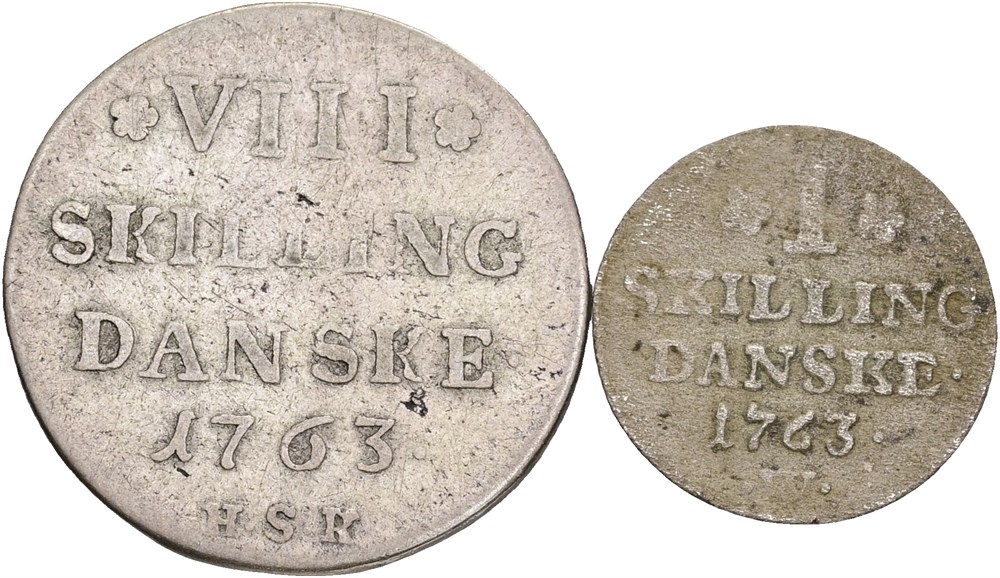 VIII
SKILLING
DANSKE
1763
HSK
1
SKILLING
DANSKE.
1763.